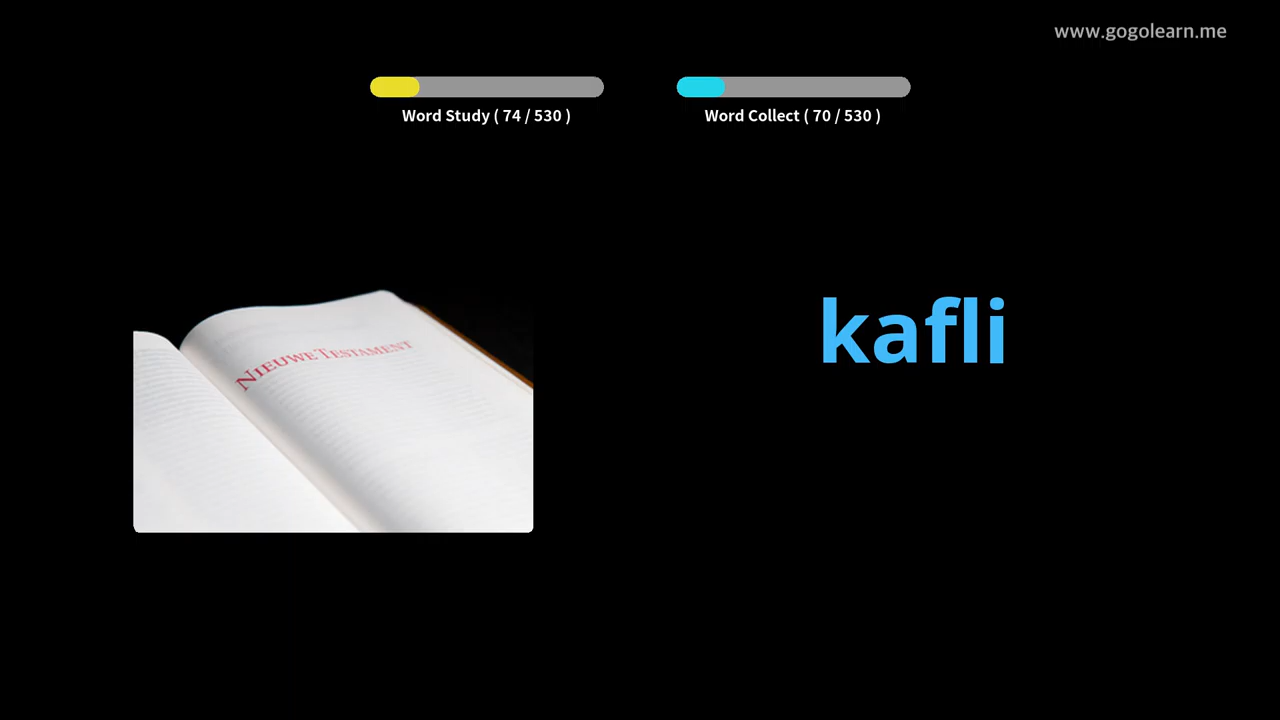 www.gogolearn.me
Word Study ( 74 / 530 )
Word Collect ( 70 / 530 )
kafli
NIEUWE TESTAMENT